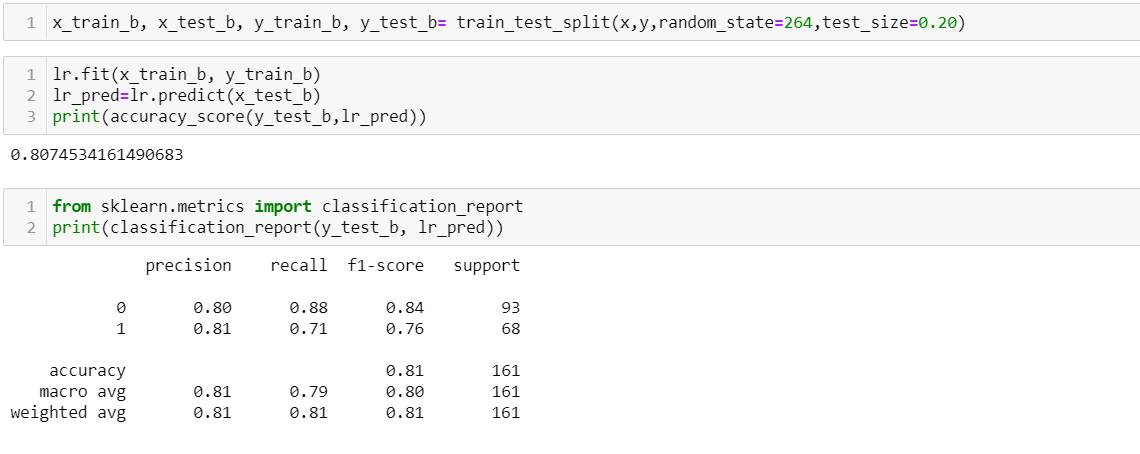 1 x_train_b, x_test_b, y_train_b, y_test_b= train_test_split(x,y,random_state=264,test_size=0.20)
1 lr.fit(x_train_b, y_train_b)
2 lr_pred=lr.predict(x_test_b)
3 print(accuracy_score(y_test_b,lr_pred))
0.8074534161490683
1 from sklearn.metrics import classification_report
2 print(classification_report(y_test_b, lr_pred))
precision recall f1-score support
0 0.80 0.88 0.84 93
1 0.81 0.71 0.76 68
accuracy 0.81 161
macro avg 0.81 0.79 0.80 161
weighted avg 0.81 0.81 0.81 161